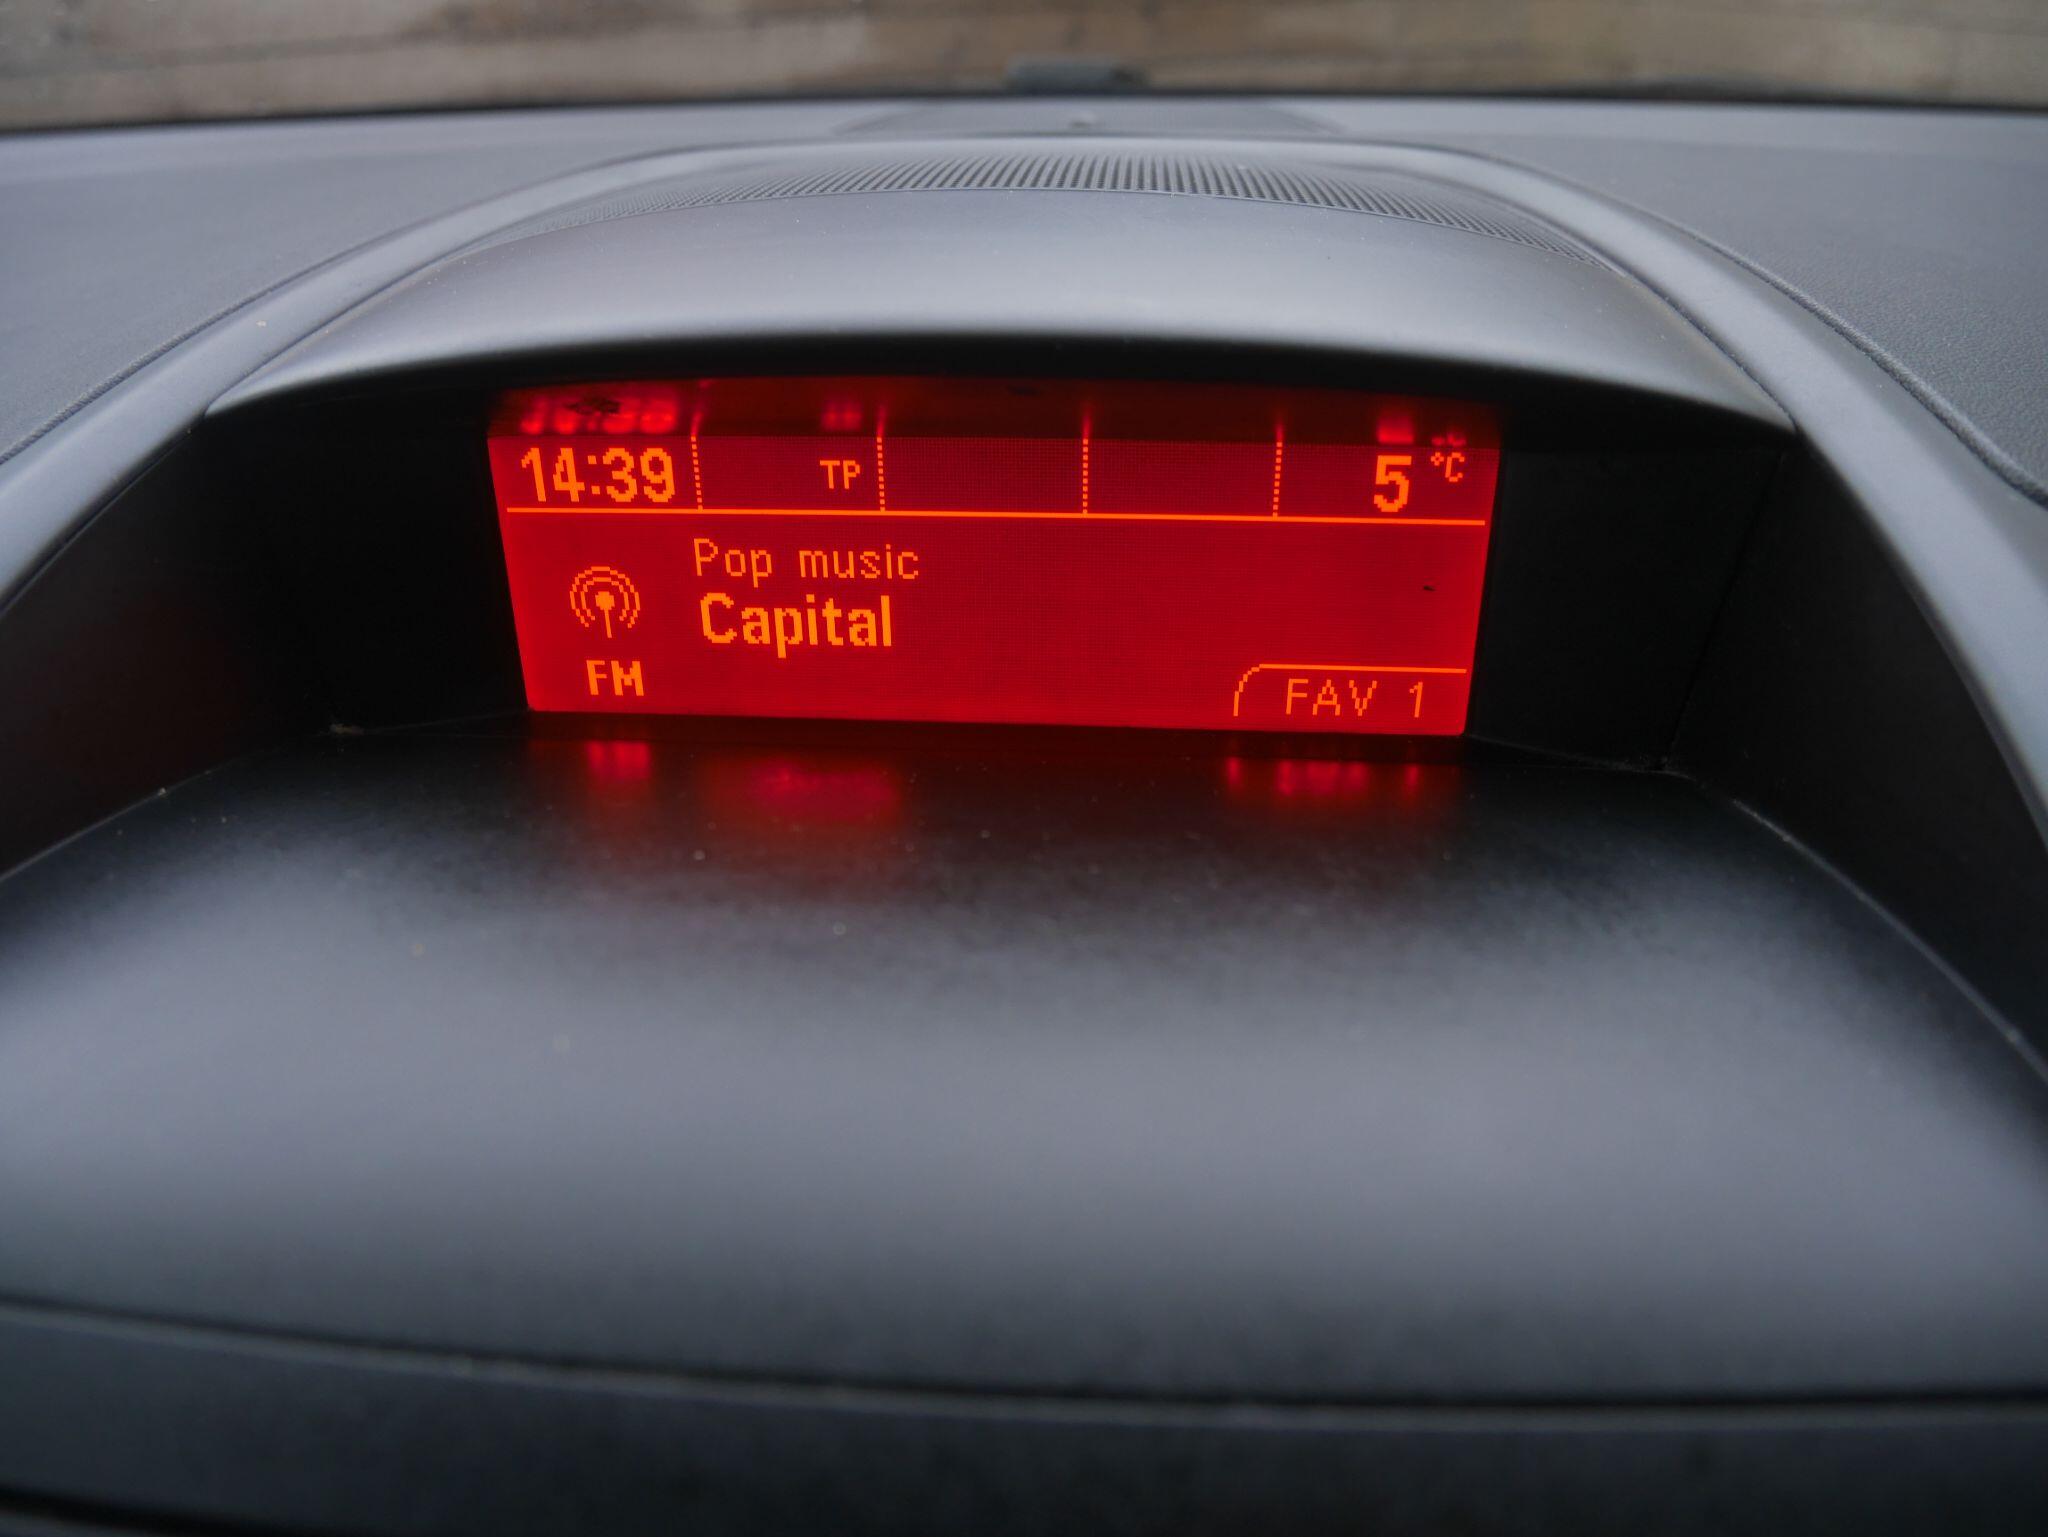 14:39 TP 5 °C
Pop music
Capital
FM
FAV 1